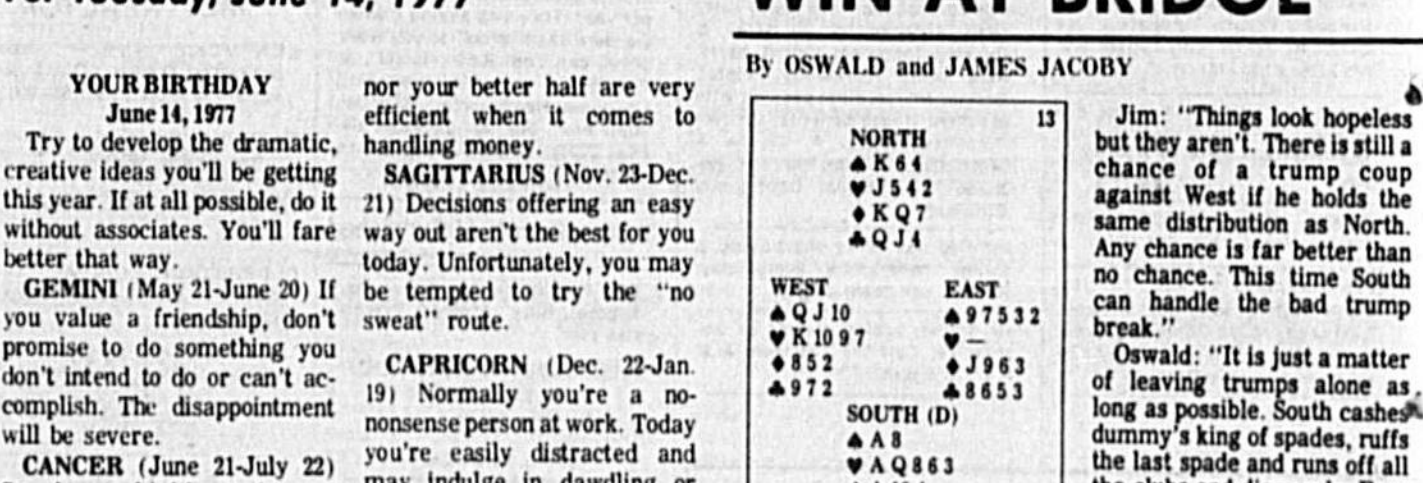 For Tuesday, June 14, 1977
YOUR BIRTHDAY
June 14, 1977
Try to develop the dramatic,
creative ideas you'll be getting
this year. If at all possible, do it
without associates. You'll fare
better that way.
GEMINI (May 21-June 20) If
you value a friendship, don't
promise to do something you
don't intend to do or can't ac-
complish. The disappointment
will be severe.
CANCER (June 21-July 22)
nor your better half are very
efficient when it comes to
handling money.
SAGITTARIUS (Nov. 23-Dec.
21) Decisions offering an easy
way out aren't the best for you
today. Unfortunately, you may
be tempted to try the "no
sweat" route.
CAPRICORN (Dec. 22-Jan.
19) Normally you're a no-
nonsense person at work. Today
you're easily distracted and
may indulge in dawdling or
WIN AT BRIDGE
By OSWALD and JAMES JACOBY
13
NORTH
♠ K 6 4
♥ J 5 4 2
♦ K Q 7
♣ Q J 4
WEST EAST
♠ Q J 10 ♠ 9 7 5 3 2
♥ K 10 9 7 ♥ —
♦ 8 5 2 ♦ J 9 6 3
♣ 9 7 2 ♣ 8 6 5 3
SOUTH (D)
♠ A 8
♥ A Q 8 6 3
Jim: "Things look hopeless
but they aren't. There is still a
chance of a trump coup
against West if he holds the
same distribution as North.
Any chance is far better than
no chance. This time South
can handle the bad trump
break."
Oswald: "It is just a matter
of leaving trumps alone as
long as possible. South cashes
dummy's king of spades, ruffs
the last spade and runs off all